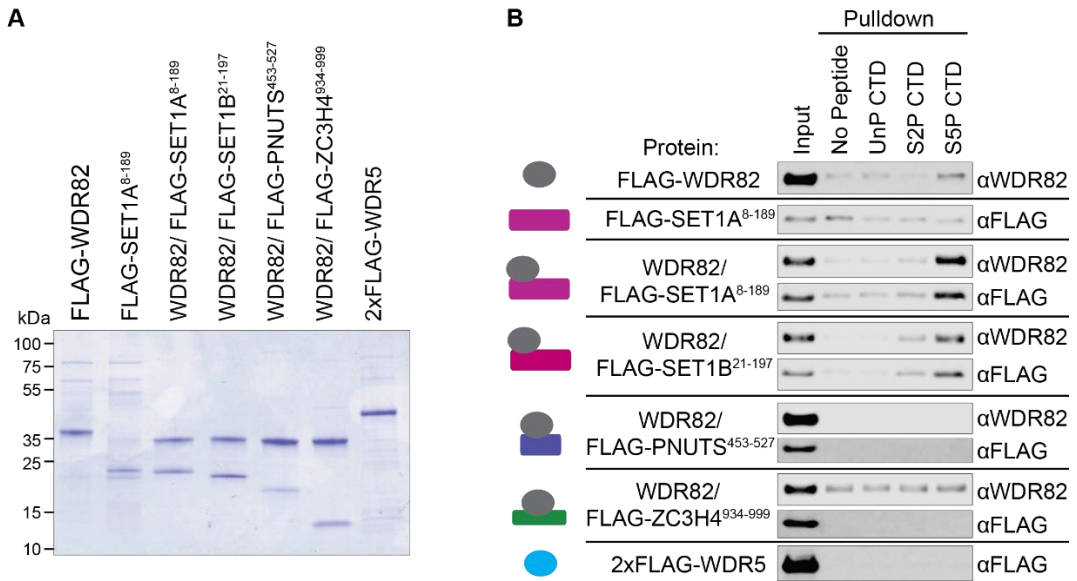 A
FLAG-WDR82
FLAG-SET1A8-189
WDR82/ FLAG-SET1A8-189
WDR82/ FLAG-SET1B21-197
WDR82/ FLAG-PNUTS453-527
WDR82/ FLAG-ZC3H4934-999
2xFLAG-WDR5
kDa
100
75
55
35
25
15
10
B
Pulldown
Protein:
Input
No Peptide
UnP CTD
S2P CTD
S5P CTD
FLAG-WDR82
αWDR82
FLAG-SET1A8-189
αFLAG
WDR82/
FLAG-SET1A8-189
αWDR82
αFLAG
WDR82/
FLAG-SET1B21-197
αWDR82
αFLAG
WDR82/
FLAG-PNUTS453-527
αWDR82
αFLAG
WDR82/
FLAG-ZC3H4934-999
αWDR82
αFLAG
2xFLAG-WDR5
αFLAG